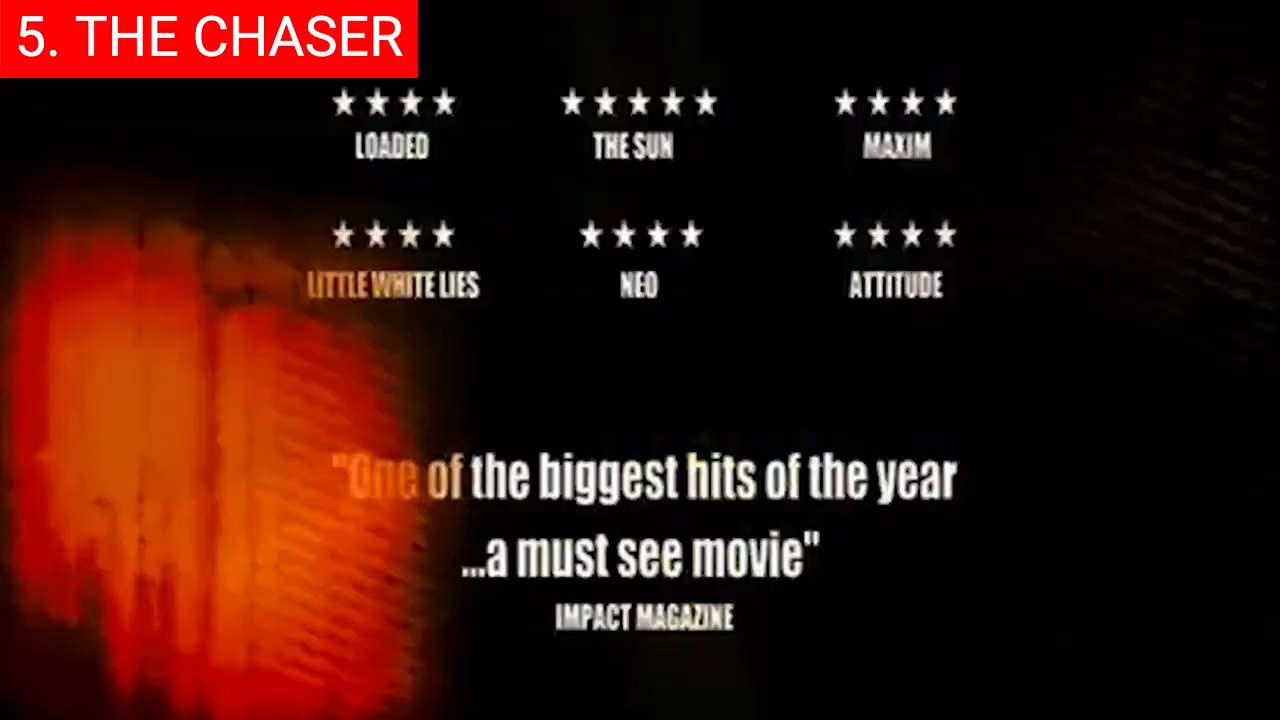 5. THE CHASER
★★★★ ★★★★★ ★★★★
LOADED THE SUN MAXIM
★★★★ ★★★★ ★★★★
LITTLE WHITE LIES NEO ATTITUDE
"One of the biggest hits of the year
...a must see movie"
IMPACT MAGAZINE